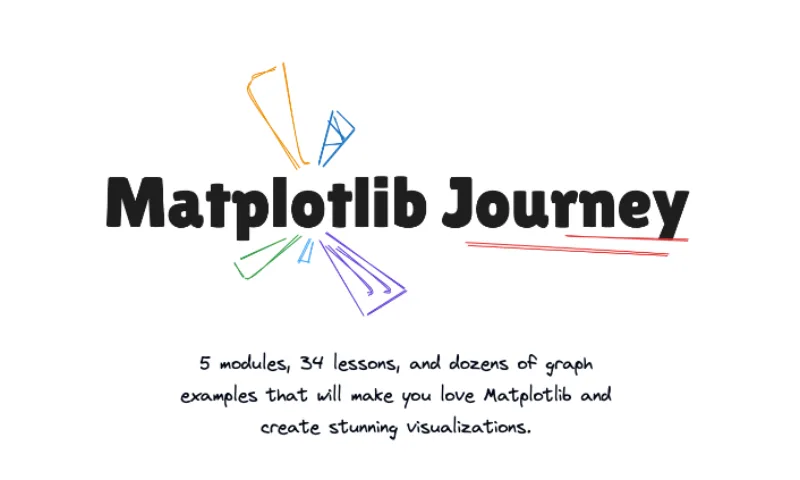 Matplotlib Journey
5 modules, 34 lessons, and dozens of graph
examples that will make you love Matplotlib and
create stunning visualizations.